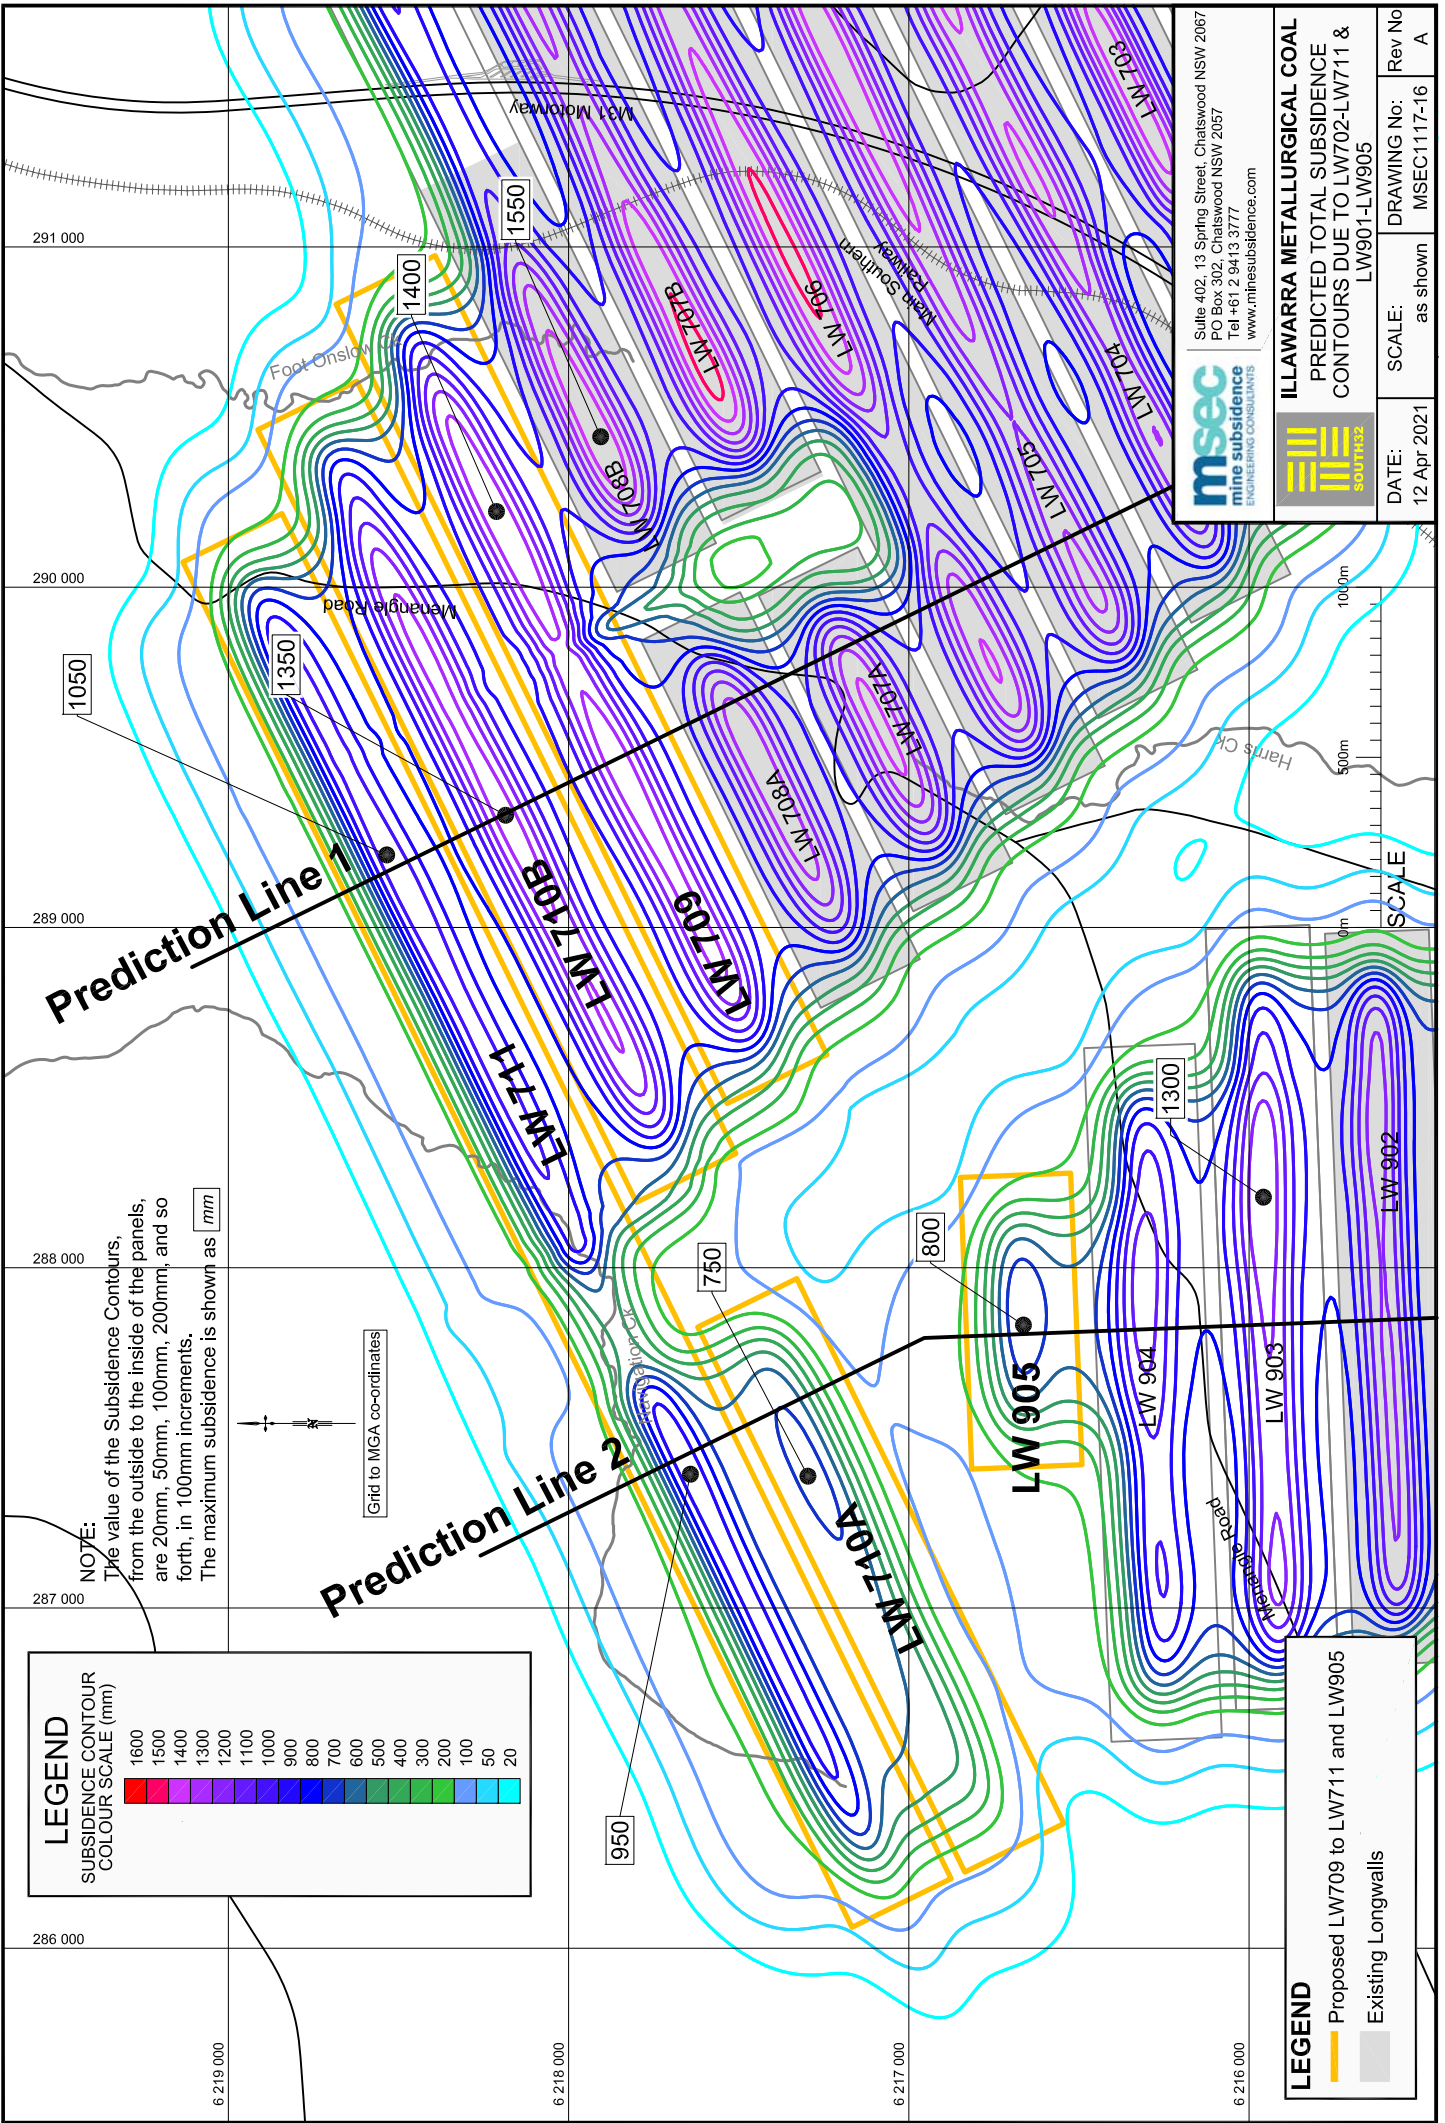 LEGEND
SUBSIDENCE CONTOUR
COLOUR SCALE (mm)
1600
1500
1400
1300
1200
1100
1000
900
800
700
600
500
400
300
200
100
50
20
NOTE:
The value of the Subsidence Contours,
from the outside to the inside of the panels,
are 20mm, 50mm, 100mm, 200mm, and so
forth, in 100mm increments.
The maximum subsidence is shown as mm
N
Grid to MGA co-ordinates
286 000
287 000
288 000
289 000
290 000
291 000
6 219 000
6 218 000
6 217 000
6 216 000
Prediction Line 1
Prediction Line 2
1050
1350
1400
1550
950
750
800
1300
LW 711
LW 710B
LW 709
LW 710A
LW 905
LW 904
LW 903
LW 902
LW 708A
LW 708B
LW 707A
LW 707B
LW 706
LW 705
LW 704
LW 703
Foot Onslow Ck
Navigation Ck
Harris Ck
Menangle Road
Menangle Road
M31 Motorway
Main Southern
Railway
0m
500m
1000m
SCALE
LEGEND
Proposed LW709 to LW711 and LW905
Existing Longwalls
msec
mine subsidence
ENGINEERING CONSULTANTS
Suite 402, 13 Spring Street, Chatswood NSW 2067
PO Box 302, Chatswood NSW 2057
Tel +61 2 9413 3777
www.minesubsidence.com
SOUTH32
ILLAWARRA METALLURGICAL COAL
PREDICTED TOTAL SUBSIDENCE
CONTOURS DUE TO LW702-LW711 &
LW901-LW905
DATE:
12 Apr 2021
SCALE:
as shown
DRAWING No:
MSEC1117-16
Rev No
A